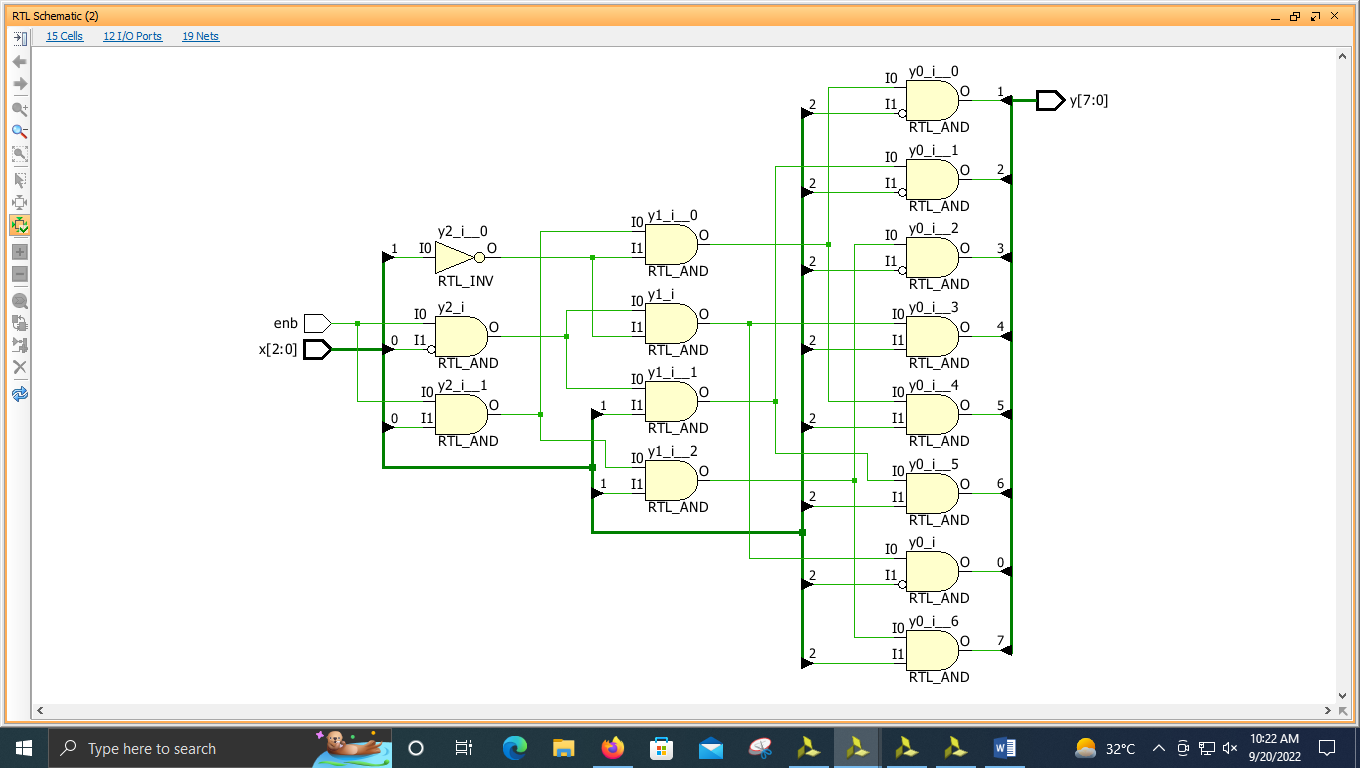 RTL Schematic (2)
15 Cells 12 I/O Ports 19 Nets
y0_i__0
I0 O 1
2 I1
RTL_AND
y[7:0]
y0_i__1
I0 O 2
2 I1
RTL_AND
y1_i__0
I0 O
I1
RTL_AND
y0_i__2
I0 O 3
2 I1
RTL_AND
y2_i__0
1 I0 O
RTL_INV
y1_i
I0 O
I1
RTL_AND
y0_i__3
I0 O 4
2 I1
RTL_AND
enb
x[2:0]
y2_i
I0 O
0 I1
RTL_AND
y1_i__1
I0 O
1 I1
RTL_AND
y0_i__4
I0 O 5
2 I1
RTL_AND
y2_i__1
I0 O
0 I1
RTL_AND
y1_i__2
I0 O
1 I1
RTL_AND
y0_i__5
I0 O 6
2 I1
RTL_AND
y0_i
I0 O 0
2 I1
RTL_AND
y0_i__6
I0 O 7
2 I1
RTL_AND
Type here to search
W
32°C
10:22 AM
9/20/2022